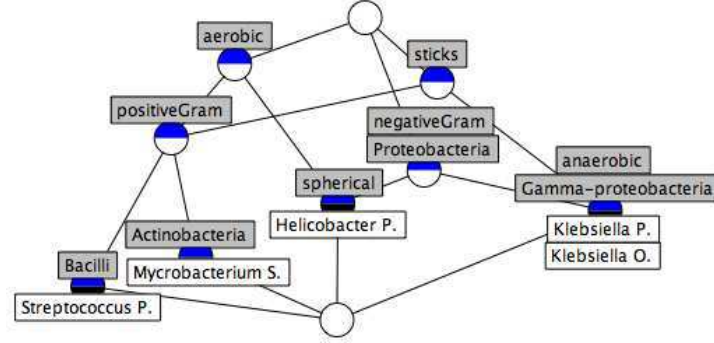 aerobic
sticks
positiveGram
negativeGram
Proteobacteria
anaerobic
spherical
Gamma-proteobacteria
Helicobacter P.
Klebsiella P.
Actinobacteria
Klebsiella O.
Bacilli
Mycrobacterium S.
Streptococcus P.